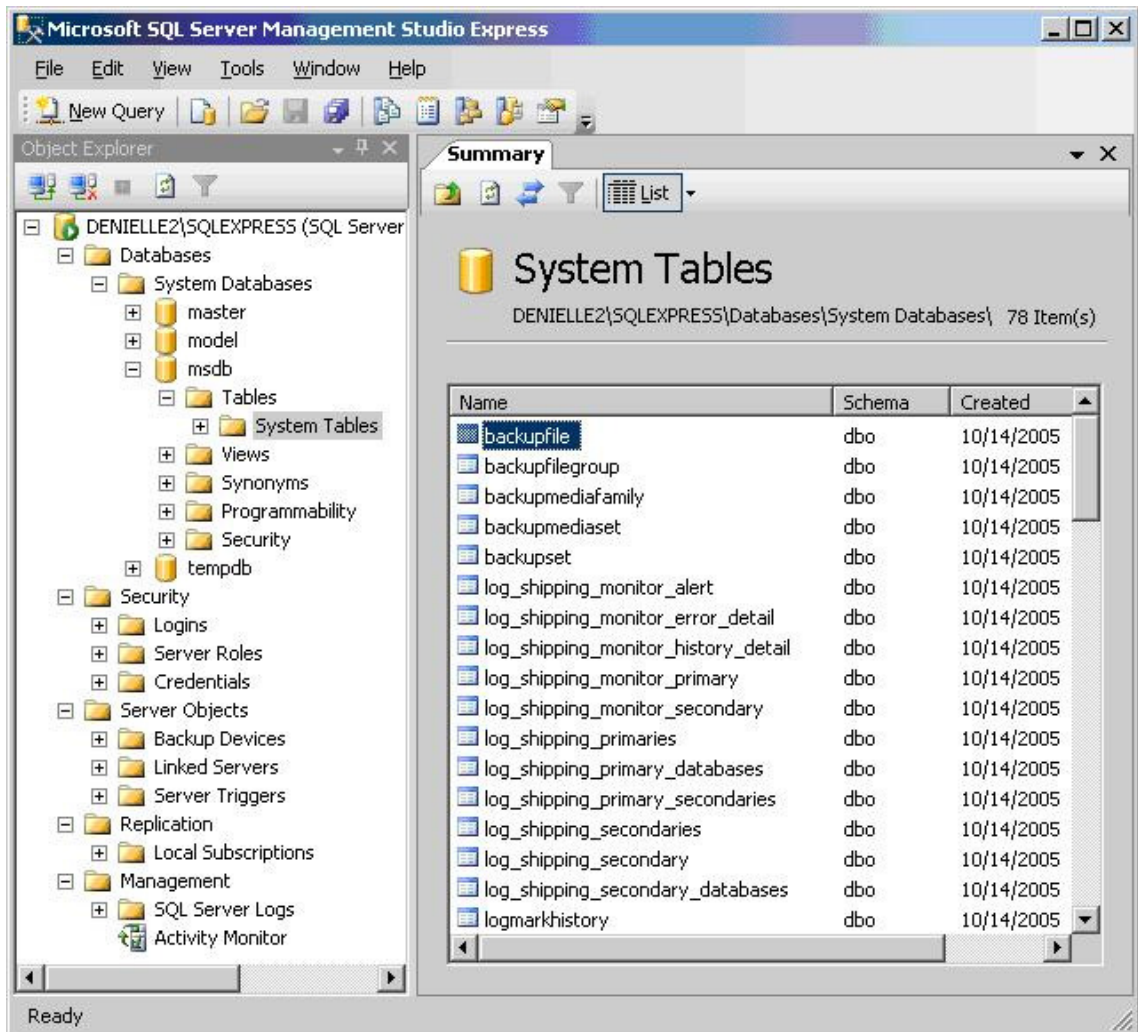 Microsoft SQL Server Management Studio Express
File Edit View Tools Window Help
New Query
Object Explorer
DENIELLE2\SQLEXPRESS (SQL Server
Databases
System Databases
master
model
msdb
Tables
System Tables
Views
Synonyms
Programmability
Security
tempdb
Security
Logins
Server Roles
Credentials
Server Objects
Backup Devices
Linked Servers
Server Triggers
Replication
Local Subscriptions
Management
SQL Server Logs
Activity Monitor
Summary
List
System Tables
DENIELLE2\SQLEXPRESS\Databases\System Databases\ 78 Item(s)
Name Schema Created
backupfile dbo 10/14/2005
backupfilegroup dbo 10/14/2005
backupmediafamily dbo 10/14/2005
backupmediaset dbo 10/14/2005
backupset dbo 10/14/2005
log_shipping_monitor_alert dbo 10/14/2005
log_shipping_monitor_error_detail dbo 10/14/2005
log_shipping_monitor_history_detail dbo 10/14/2005
log_shipping_monitor_primary dbo 10/14/2005
log_shipping_monitor_secondary dbo 10/14/2005
log_shipping_primaries dbo 10/14/2005
log_shipping_primary_databases dbo 10/14/2005
log_shipping_primary_secondaries dbo 10/14/2005
log_shipping_secondaries dbo 10/14/2005
log_shipping_secondary dbo 10/14/2005
log_shipping_secondary_databases dbo 10/14/2005
logmarkhistory dbo 10/14/2005
Ready